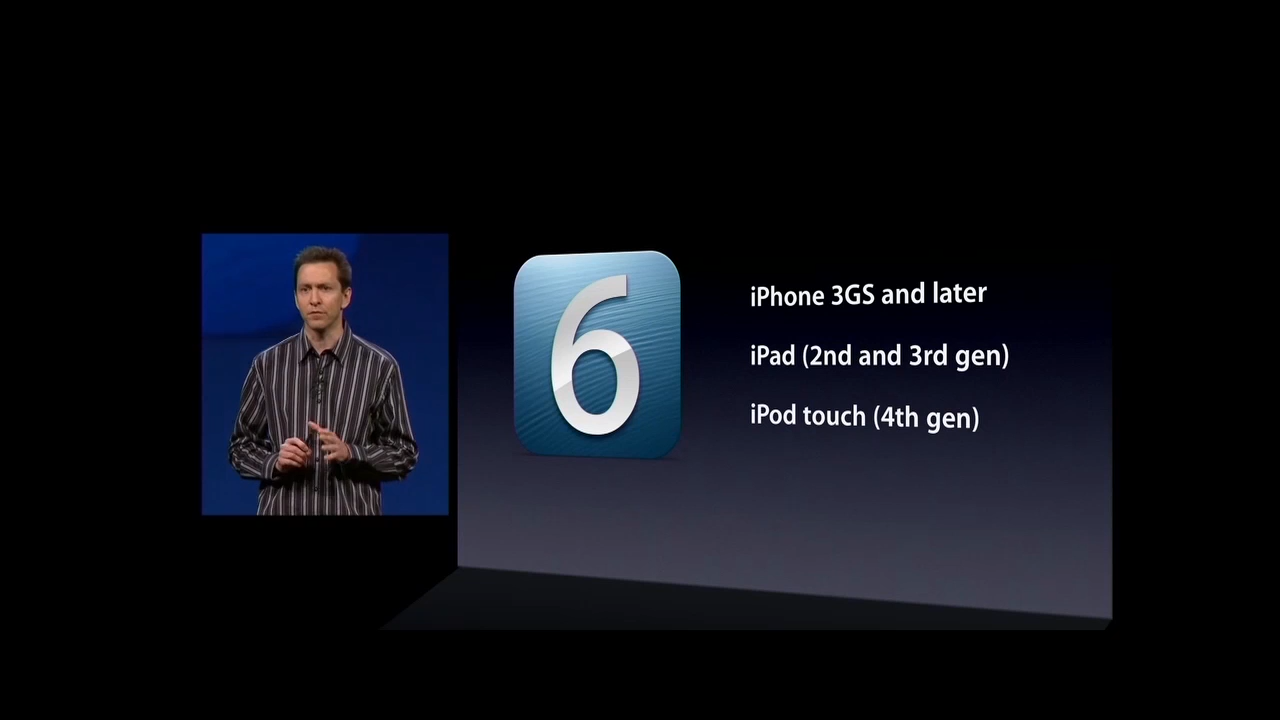 6
iPhone 3GS and later
iPad (2nd and 3rd gen)
iPod touch (4th gen)